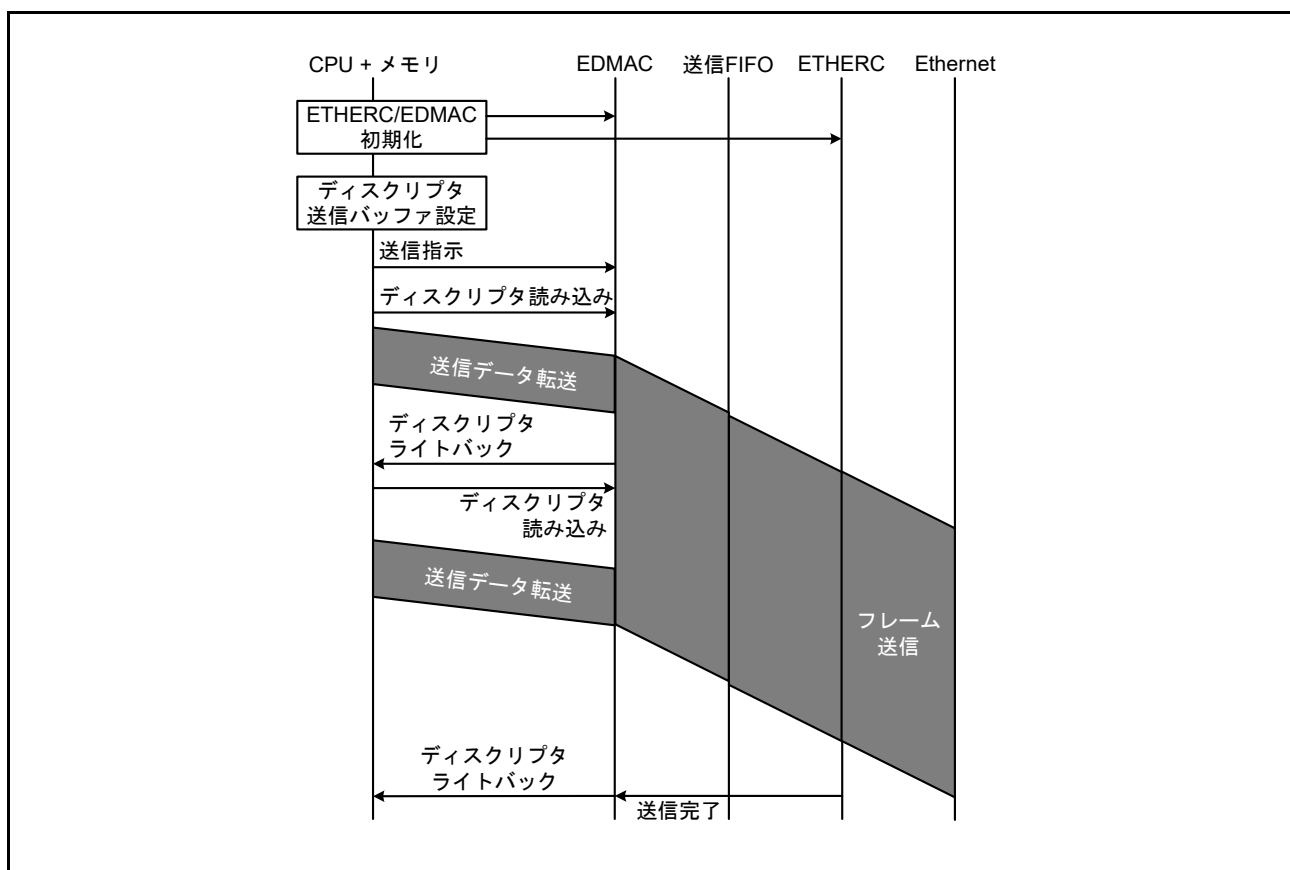 CPU + メモリ EDMAC 送信FIFO ETHERC Ethernet
ETHERC/EDMAC
初期化
ディスクリプタ
送信バッファ設定
送信指示
ディスクリプタ読み込み
送信データ転送
ディスクリプタ
ライトバック
ディスクリプタ
読み込み
送信データ転送
フレーム
送信
ディスクリプタ
ライトバック
送信完了